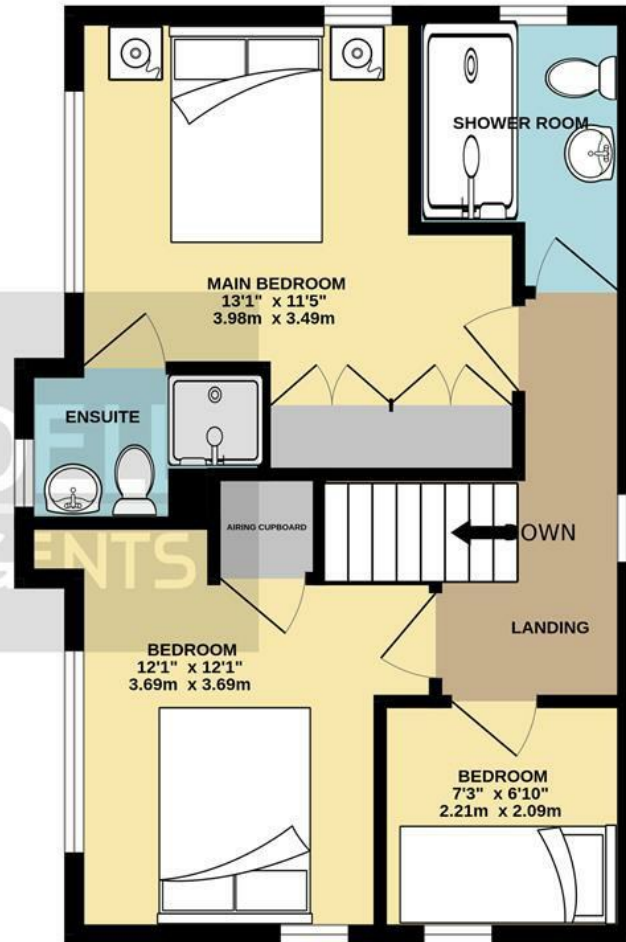 SHOWER ROOM
MAIN BEDROOM
13'1" x 11'5"
3.98m x 3.49m
ENSUITE
AIRING CUPBOARD
DOWN
LANDING
BEDROOM
12'1" x 12'1"
3.69m x 3.69m
BEDROOM
7'3" x 6'10"
2.21m x 2.09m